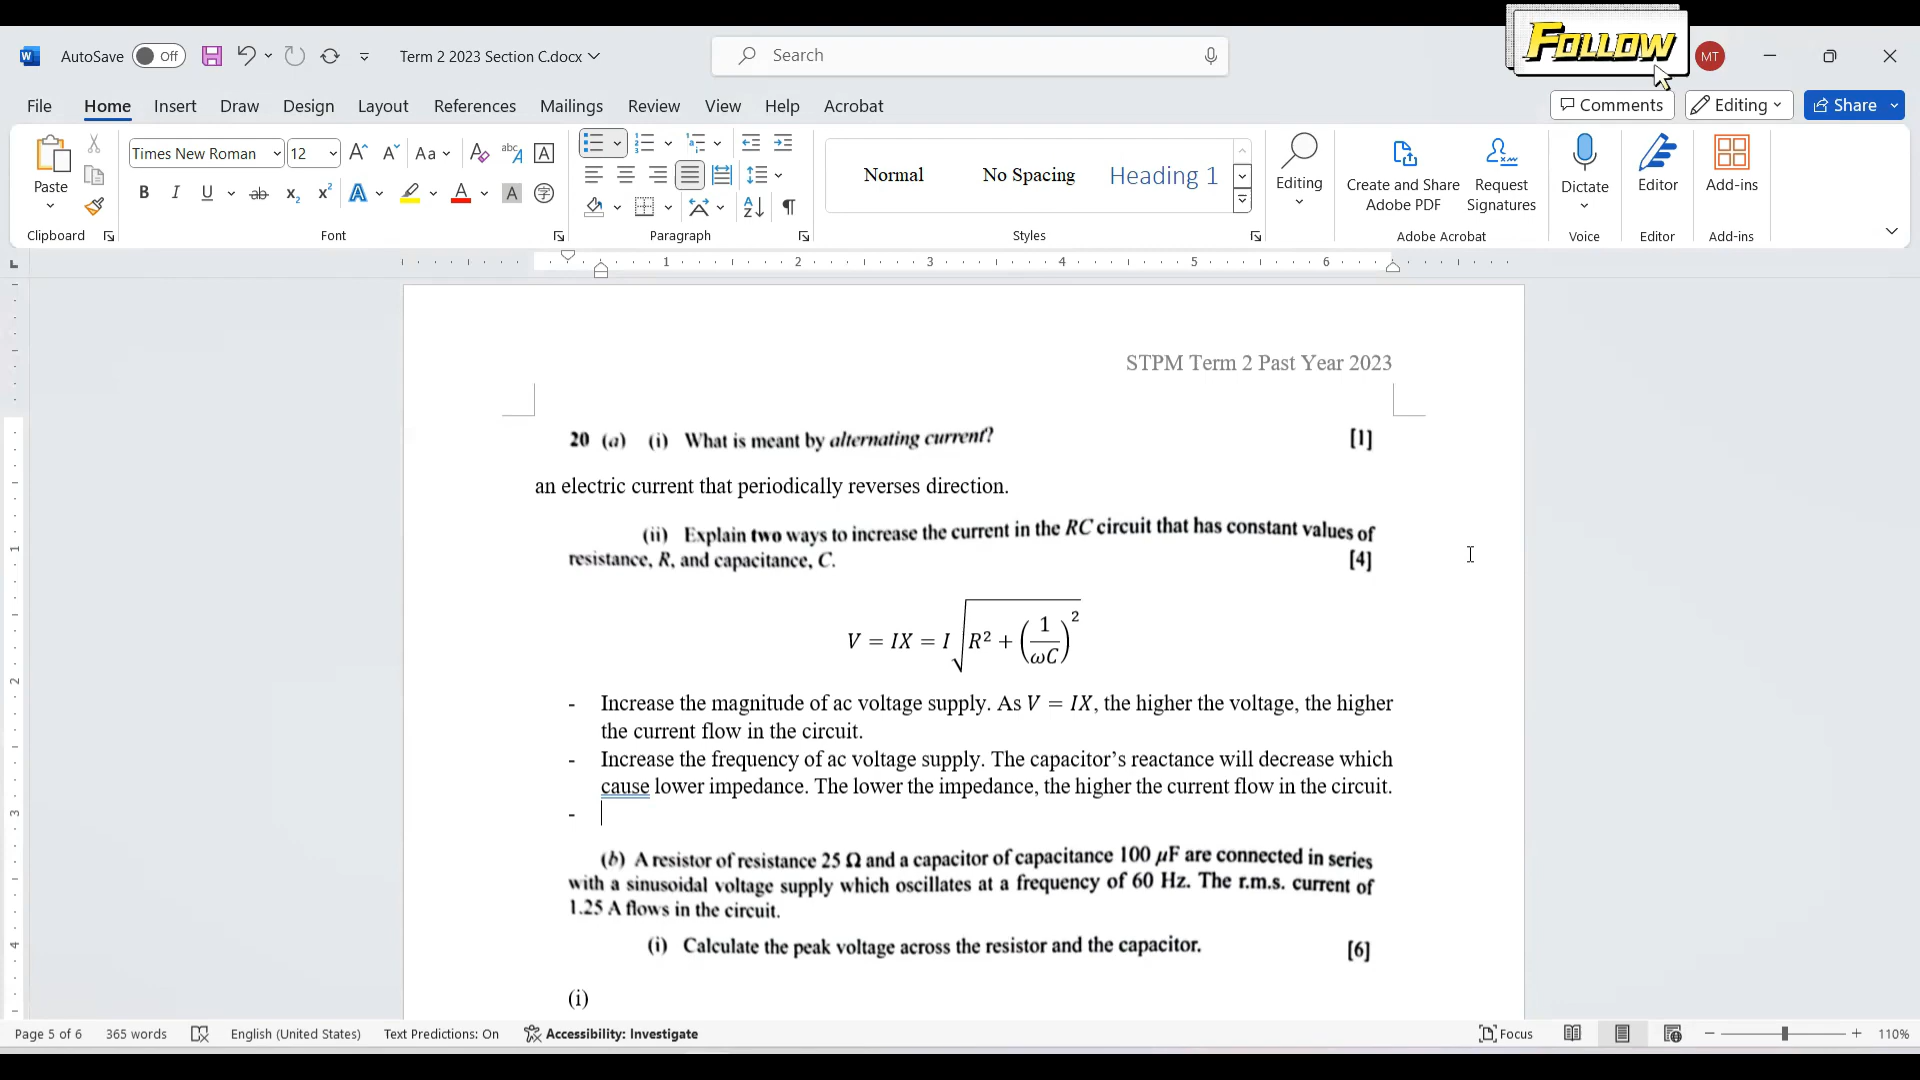 FOLLOW
AutoSave Off Term 2 2023 Section C.docx Search MT
File Home Insert Draw Design Layout References Mailings Review View Help Acrobat Comments Editing Share
Paste Times New Roman 12 Aa Normal No Spacing Heading 1 Editing Create and Share Adobe PDF Request Signatures Dictate Editor Add-ins
Clipboard Font Paragraph Styles Adobe Acrobat Voice Editor Add-ins
1 2 3 4 5 6
STPM Term 2 Past Year 2023
20 (a) (i) What is meant by alternating current? [1]
an electric current that periodically reverses direction.
(ii) Explain two ways to increase the current in the RC circuit that has constant values of
resistance, R, and capacitance, C. [4]
V = IX = I√(R² + (1/ωC)²)
- Increase the magnitude of ac voltage supply. As V = IX, the higher the voltage, the higher
the current flow in the circuit.
- Increase the frequency of ac voltage supply. The capacitor’s reactance will decrease which
cause lower impedance. The lower the impedance, the higher the current flow in the circuit.
-
(b) A resistor of resistance 25 Ω and a capacitor of capacitance 100 μF are connected in series
with a sinusoidal voltage supply which oscillates at a frequency of 60 Hz. The r.m.s. current of
1.25 A flows in the circuit.
(i) Calculate the peak voltage across the resistor and the capacitor. [6]
(i)
Page 5 of 6 365 words English (United States) Text Predictions: On Accessibility: Investigate Focus 110%